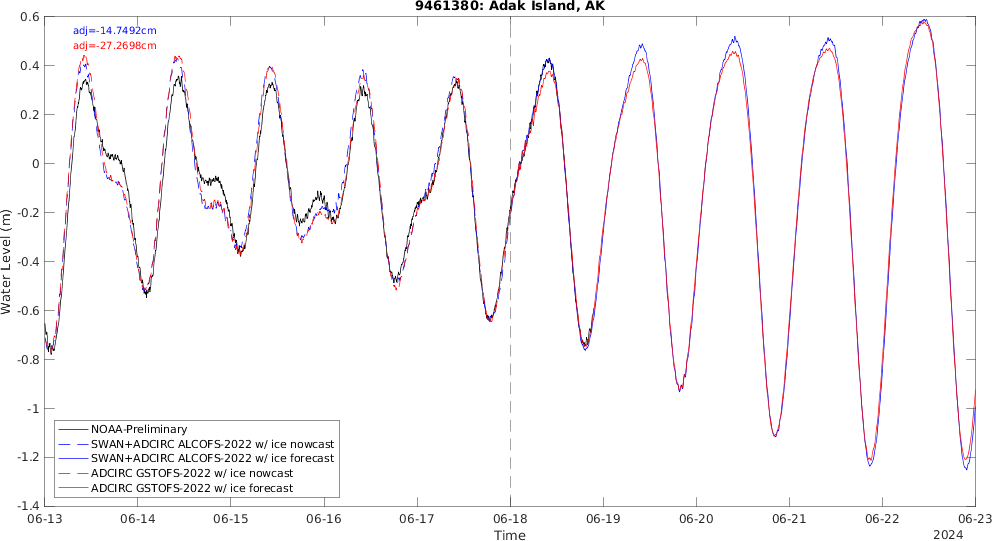 9461380: Adak Island, AK
adj=-14.7492cm
adj=-27.2698cm
0.6
0.4
0.2
0
-0.2
-0.4
-0.6
-0.8
-1
-1.2
-1.4
Water Level (m)
NOAA-Preliminary
SWAN+ADCIRC ALCOFS-2022 w/ ice nowcast
SWAN+ADCIRC ALCOFS-2022 w/ ice forecast
ADCIRC GSTOFS-2022 w/ ice nowcast
ADCIRC GSTOFS-2022 w/ ice forecast
06-13 06-14 06-15 06-16 06-17 06-18 06-19 06-20 06-21 06-22 06-23
Time
2024